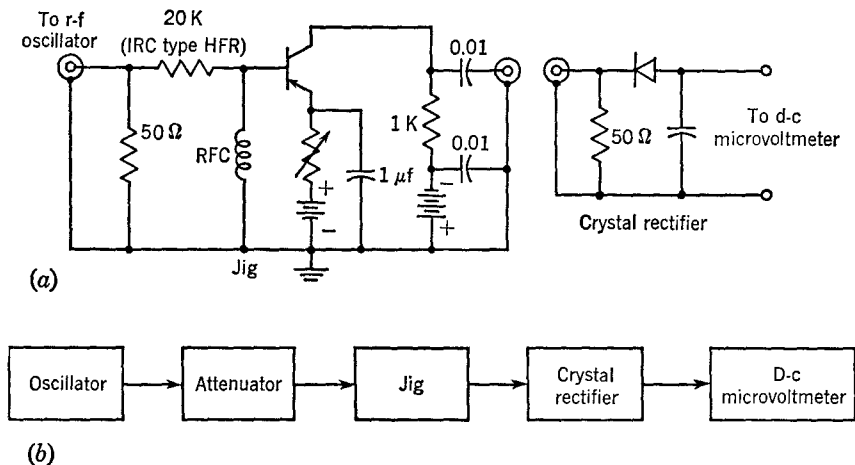 To r-f
oscillator
20 K
(IRC type HFR)
50 Ω
RFC
+
−
1 μf
1 K
0.01
0.01
−
+
Jig
50 Ω
To d-c
microvoltmeter
Crystal rectifier
(a)
Oscillator
Attenuator
Jig
Crystal
rectifier
D-c
microvoltmeter
(b)